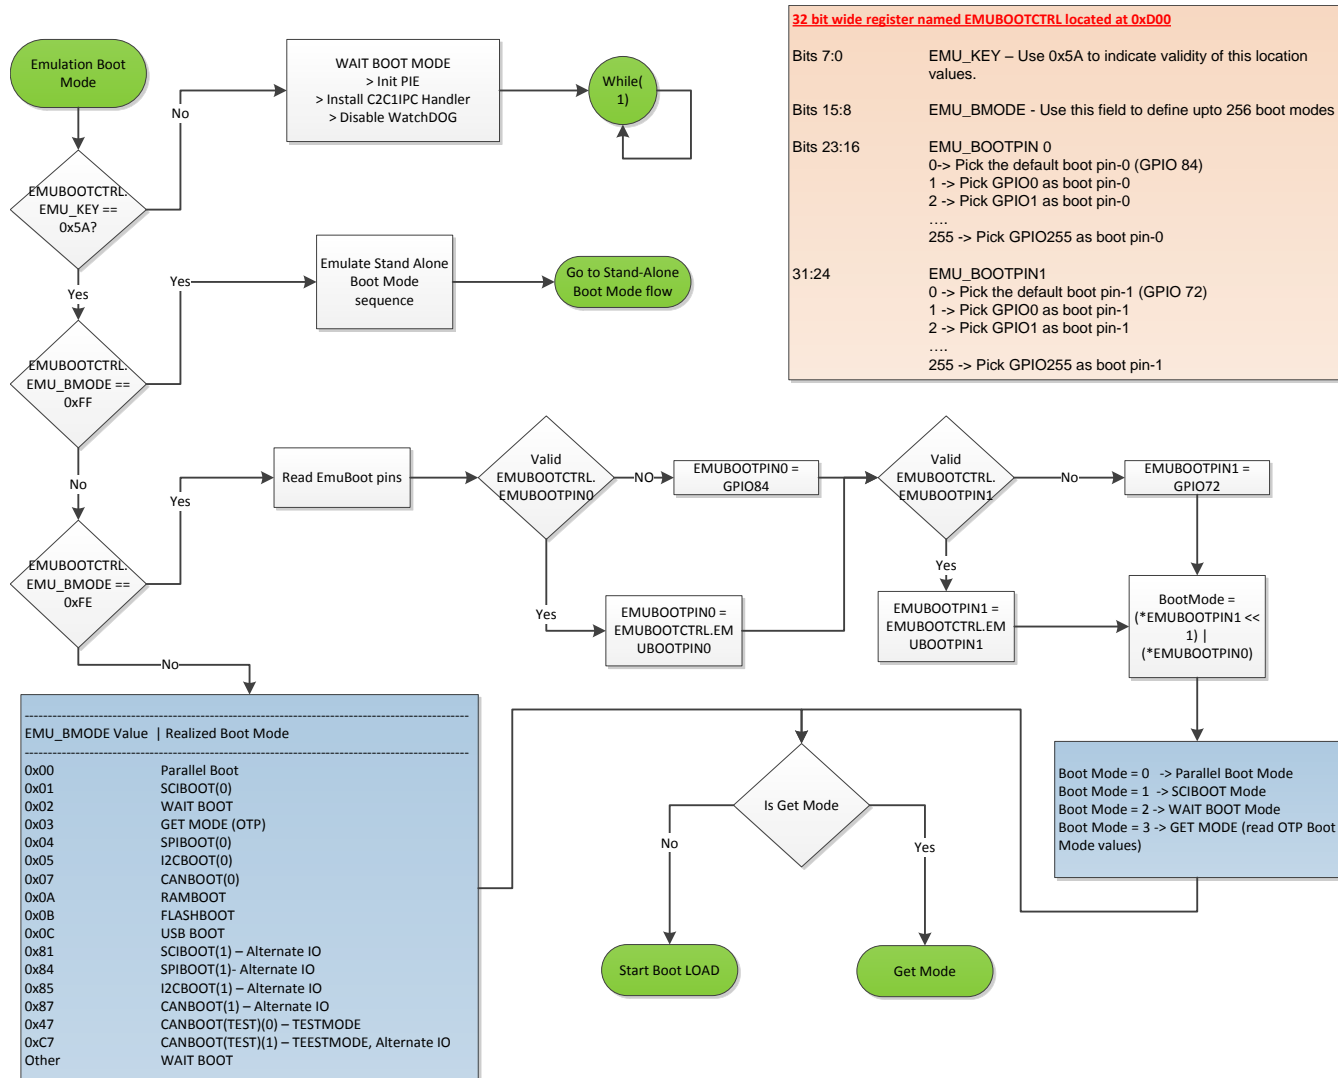 32 bit wide register named EMUBOOTCTRL located at 0xD00
Bits 7:0 EMU_KEY – Use 0x5A to indicate validity of this location
values.
Bits 15:8 EMU_BMODE - Use this field to define upto 256 boot modes
Bits 23:16 EMU_BOOTPIN 0
0-> Pick the default boot pin-0 (GPIO 84)
1 -> Pick GPIO0 as boot pin-0
2 -> Pick GPIO1 as boot pin-0
….
255 -> Pick GPIO255 as boot pin-0
31:24 EMU_BOOTPIN1
0 -> Pick the default boot pin-1 (GPIO 72)
1 -> Pick GPIO0 as boot pin-1
2 -> Pick GPIO1 as boot pin-1
….
255 -> Pick GPIO255 as boot pin-1
Emulation Boot
Mode
No
WAIT BOOT MODE
> Init PIE
> Install C2C1IPC Handler
> Disable WatchDOG
While(
1)
EMUBOOTCTRL.
EMU_KEY ==
0x5A?
Yes
Yes
Emulate Stand Alone
Boot Mode
sequence
Go to Stand-Alone
Boot Mode flow
EMUBOOTCTRL.
EMU_BMODE ==
0xFF
No
Yes
Read EmuBoot pins
Valid
EMUBOOTCTRL.
EMUBOOTPIN0
NO
EMUBOOTPIN0 =
GPIO84
Valid
EMUBOOTCTRL.
EMUBOOTPIN1
No
EMUBOOTPIN1 =
GPIO72
EMUBOOTCTRL.
EMU_BMODE ==
0xFE
Yes
EMUBOOTPIN0 =
EMUBOOTCTRL.EM
UBOOTPIN0
Yes
EMUBOOTPIN1 =
EMUBOOTCTRL.EM
UBOOTPIN1
BootMode =
(*EMUBOOTPIN1 <<
1) |
(*EMUBOOTPIN0)
No
EMU_BMODE Value | Realized Boot Mode
0x00 Parallel Boot
0x01 SCIBOOT(0)
0x02 WAIT BOOT
0x03 GET MODE (OTP)
0x04 SPIBOOT(0)
0x05 I2CBOOT(0)
0x07 CANBOOT(0)
0x0A RAMBOOT
0x0B FLASHBOOT
0x0C USB BOOT
0x81 SCIBOOT(1) – Alternate IO
0x84 SPIBOOT(1)- Alternate IO
0x85 I2CBOOT(1) – Alternate IO
0x87 CANBOOT(1) – Alternate IO
0x47 CANBOOT(TEST)(0) – TESTMODE
0xC7 CANBOOT(TEST)(1) – TEESTMODE, Alternate IO
Other WAIT BOOT
Is Get Mode
No
Yes
Start Boot LOAD
Get Mode
Boot Mode = 0 -> Parallel Boot Mode
Boot Mode = 1 -> SCIBOOT Mode
Boot Mode = 2 -> WAIT BOOT Mode
Boot Mode = 3 -> GET MODE (read OTP Boot
Mode values)